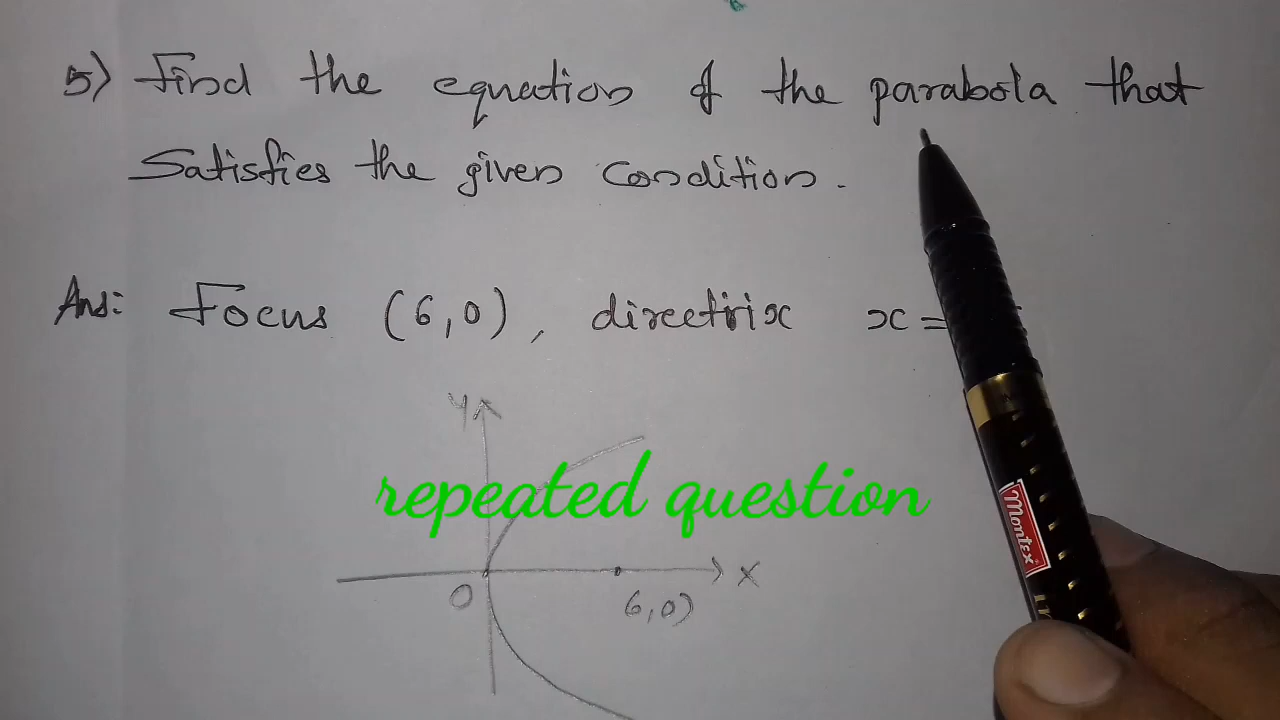 5) Find the equation of the parabola that
Satisfies the given condition.
Ans: Focus (6,0), directrix x =
Y
repeated question
X
O
6,0)
Montex